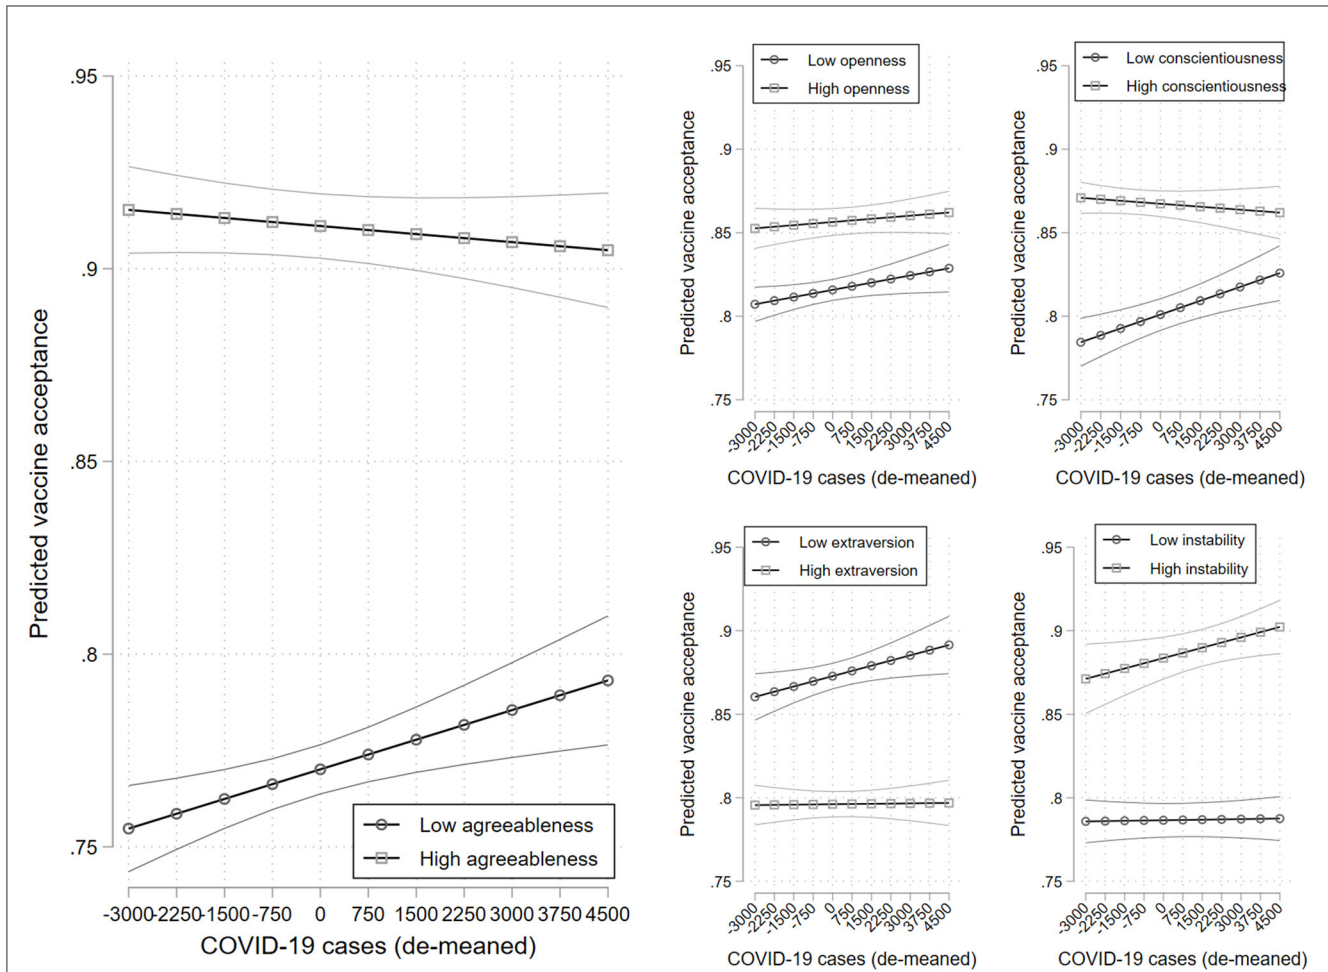 .95
.9
.85
.8
.75
Predicted vaccine acceptance
Low agreeableness
High agreeableness
-3000 -2250 -1500 -750 0 750 1500 2250 3000 3750 4500
COVID-19 cases (de-meaned)
Low openness
High openness
.95
.9
.85
.8
.75
Predicted vaccine acceptance
-3000 -2250 -1500 -750 0 750 1500 2250 3000 3750 4500
COVID-19 cases (de-meaned)
Low conscientiousness
High conscientiousness
.95
.9
.85
.8
.75
Predicted vaccine acceptance
-3000 -2250 -1500 -750 0 750 1500 2250 3000 3750 4500
COVID-19 cases (de-meaned)
Low extraversion
High extraversion
.95
.9
.85
.8
.75
Predicted vaccine acceptance
-3000 -2250 -1500 -750 0 750 1500 2250 3000 3750 4500
COVID-19 cases (de-meaned)
Low instability
High instability
.95
.9
.85
.8
.75
Predicted vaccine acceptance
-3000 -2250 -1500 -750 0 750 1500 2250 3000 3750 4500
COVID-19 cases (de-meaned)